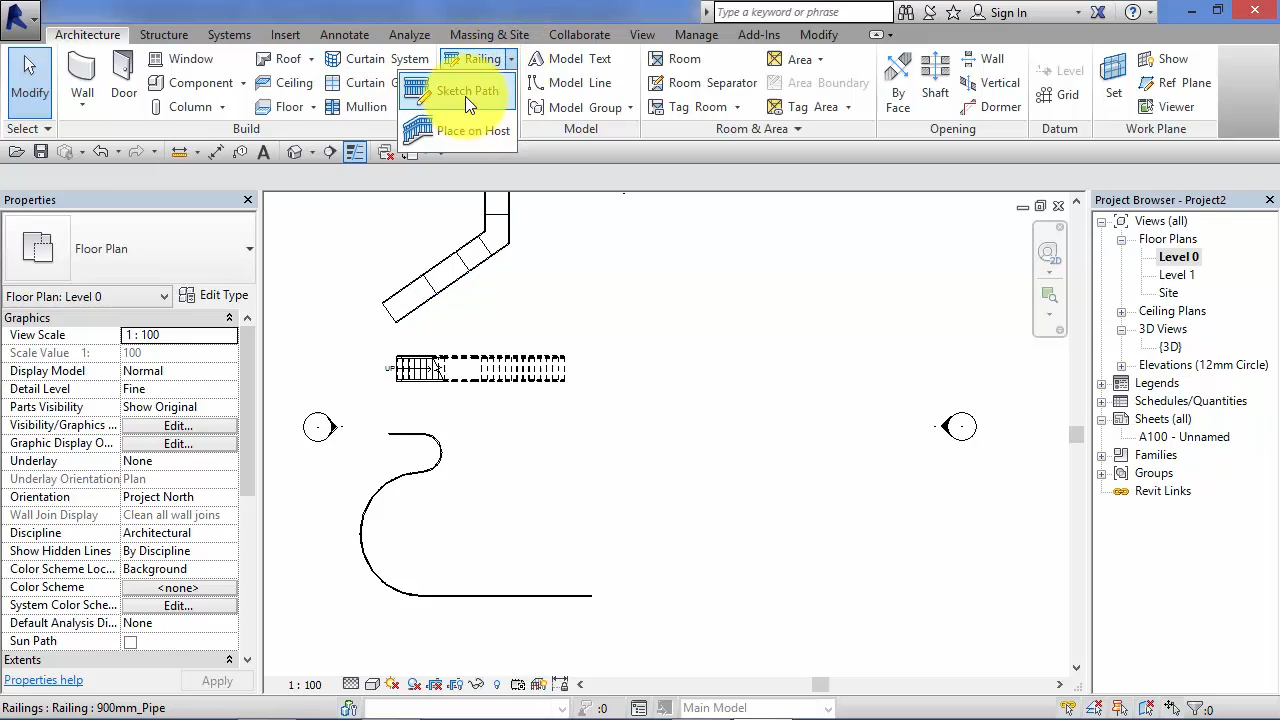 Type a keyword or phrase
Sign In
Architecture Structure Systems Insert Annotate Analyze Massing & Site Collaborate View Manage Add-Ins Modify
Modify
Select
Wall
Door
Window
Component
Column
Roof
Ceiling
Floor
Curtain System
Curtain G
Mullion
Build
Railing
Sketch Path
Place on Host
Model Text
Model Line
Model Group
Model
Room
Room Separator
Tag Room
Area
Area Boundary
Tag Area
Room & Area
By
Face
Shaft
Wall
Vertical
Dormer
Opening
Level
Grid
Datum
Set
Show
Ref Plane
Viewer
Work Plane
Properties
Floor Plan
Floor Plan: Level 0
Edit Type
Graphics
View Scale 1 : 100
Scale Value 1: 100
Display Model Normal
Detail Level Fine
Parts Visibility Show Original
Visibility/Graphics ... Edit...
Graphic Display O... Edit...
Underlay None
Underlay Orientation Plan
Orientation Project North
Wall Join Display Clean all wall joins
Discipline Architectural
Show Hidden Lines By Discipline
Color Scheme Loc... Background
Color Scheme <none>
System Color Sche... Edit...
Default Analysis Di... None
Sun Path
Extents
Properties help
Apply
UP
2D
Project Browser - Project2
Views (all)
Floor Plans
Level 0
Level 1
Site
Ceiling Plans
3D Views
{3D}
Elevations (12mm Circle)
Legends
Schedules/Quantities
Sheets (all)
A100 - Unnamed
Families
Groups
Revit Links
1 : 100
Railings : Railing : 900mm_Pipe
:0
Main Model
:0